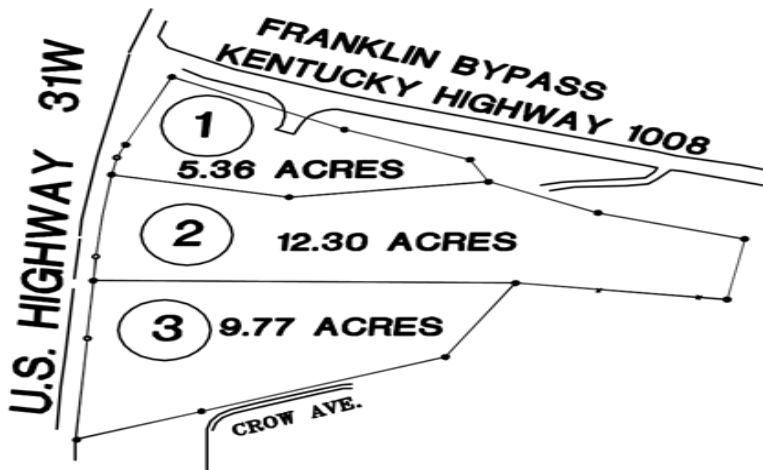 FRANKLIN BYPASS
KENTUCKY HIGHWAY 1008
U.S. HIGHWAY 31W
1
5.36 ACRES
2
12.30 ACRES
3
9.77 ACRES
CROW AVE.